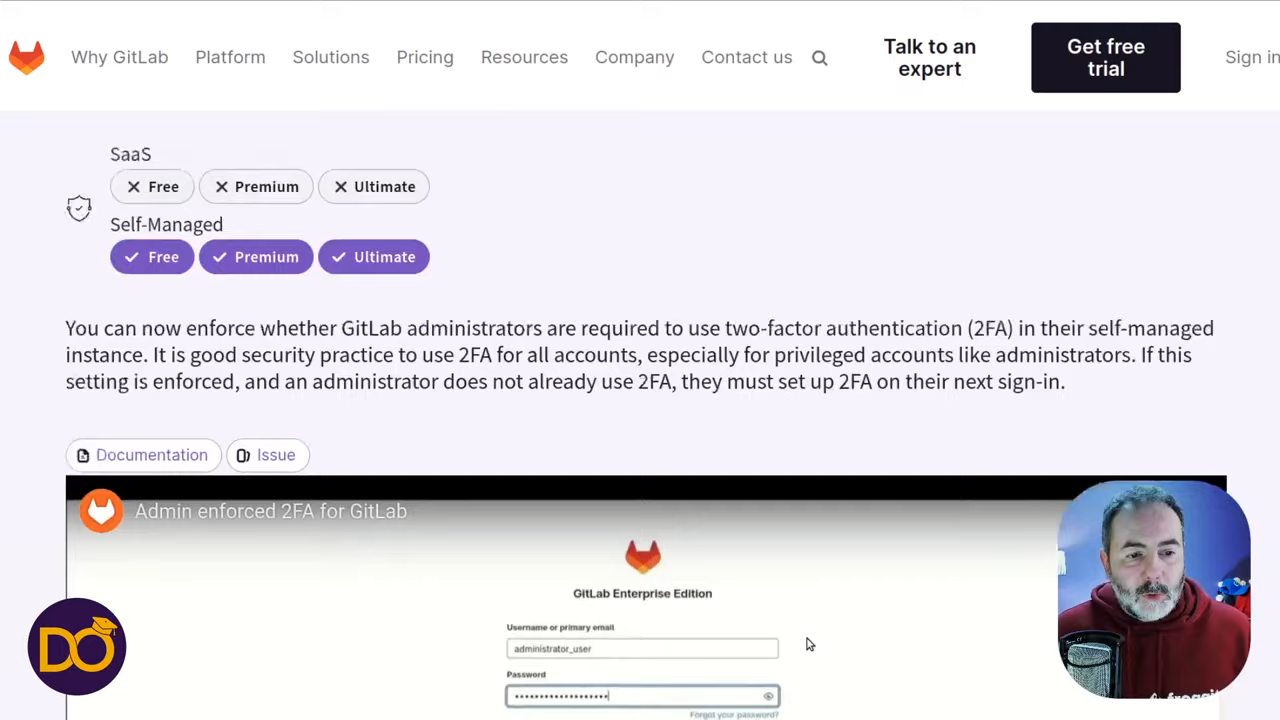 Why GitLab Platform Solutions Pricing Resources Company Contact us Talk to an expert Get free trial Sign in
SaaS
Free Premium Ultimate
Self-Managed
Free Premium Ultimate
You can now enforce whether GitLab administrators are required to use two-factor authentication (2FA) in their self-managed
instance. It is good security practice to use 2FA for all accounts, especially for privileged accounts like administrators. If this
setting is enforced, and an administrator does not already use 2FA, they must set up 2FA on their next sign-in.
Documentation Issue
Admin enforced 2FA for GitLab
GitLab Enterprise Edition
Username or primary email
administrator_user
Password
Forgot your password?
DO